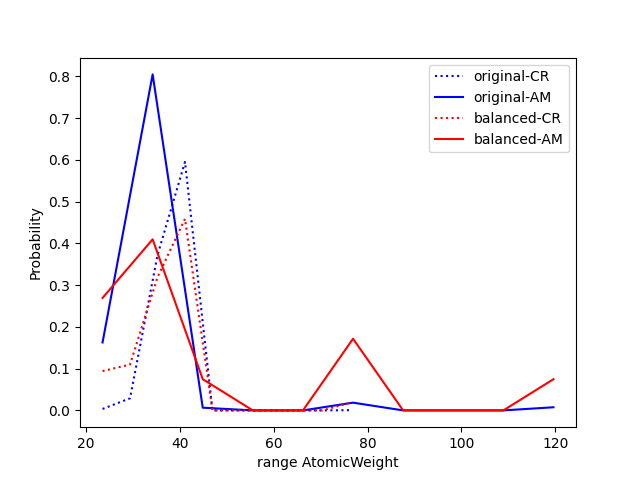 original-CR
original-AM
balanced-CR
balanced-AM
Probability
0.8
0.7
0.6
0.5
0.4
0.3
0.2
0.1
0.0
20 40 60 80 100 120
range AtomicWeight